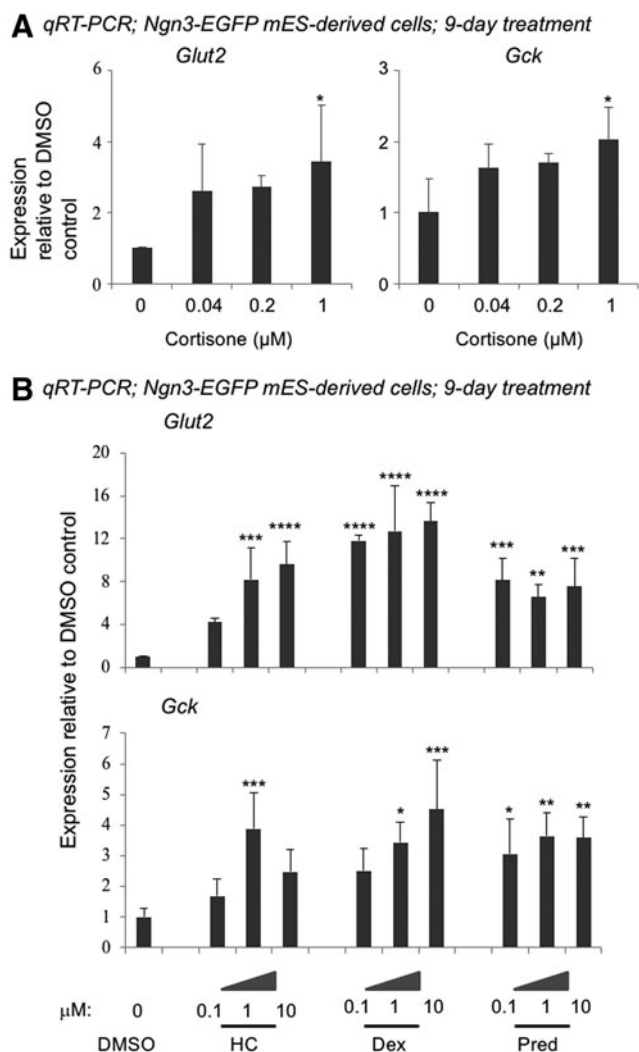 A qRT-PCR; Ngn3-EGFP mES-derived cells; 9-day treatment
Glut2
Gck
Expression
relative to DMSO
control
6
4
2
0
*
0 0.04 0.2 1
Cortisone (µM)
3
2
1
0
*
0 0.04 0.2 1
Cortisone (µM)
B qRT-PCR; Ngn3-EGFP mES-derived cells; 9-day treatment
Glut2
Expression relative to DMSO control
20
16
12
8
4
0
*** **** **** **** **** *** ** ***
Gck
7
6
5
4
3
2
1
0
*** * *** * ** **
µM: 0 0.1 1 10 0.1 1 10 0.1 1 10
DMSO HC Dex Pred